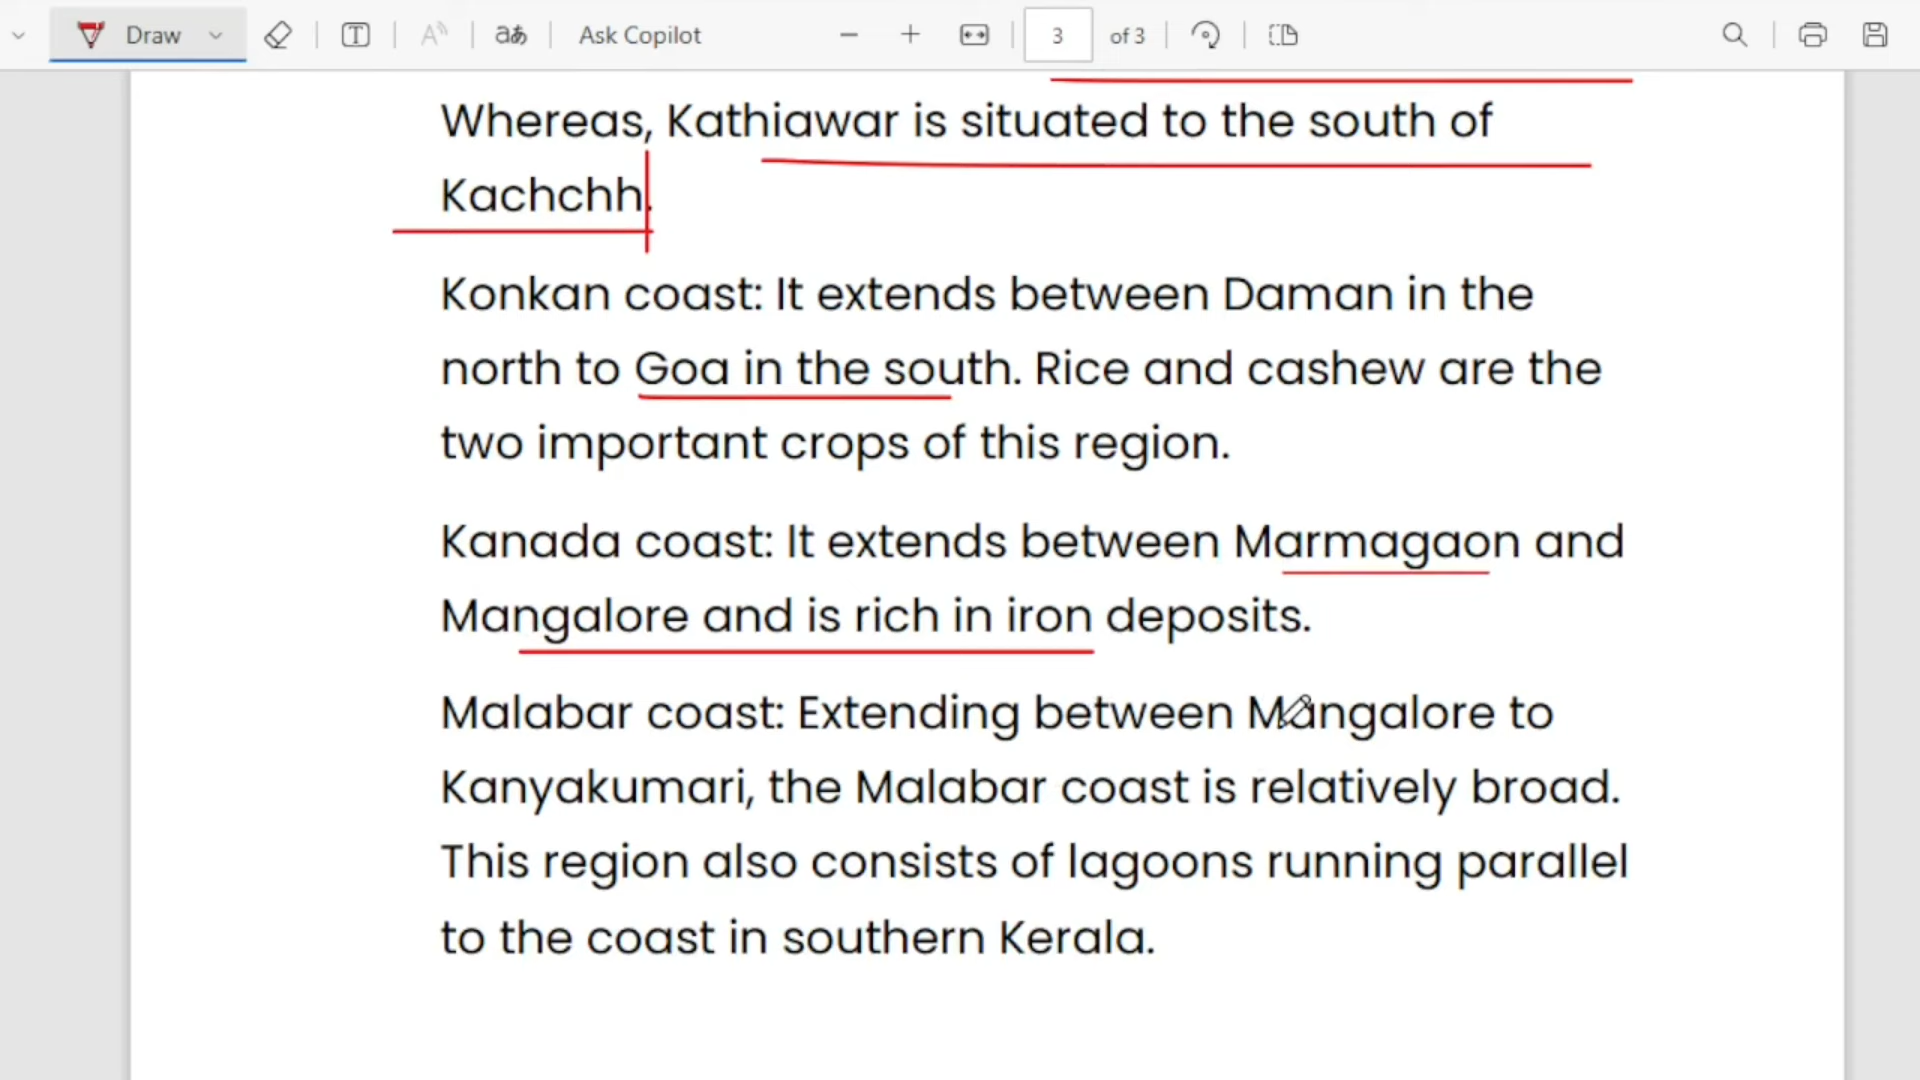 Draw
aあ
Ask Copilot
3 of 3
Whereas, Kathiawar is situated to the south of
Kachchh.
Konkan coast: It extends between Daman in the
north to Goa in the south. Rice and cashew are the
two important crops of this region.
Kanada coast: It extends between Marmagaon and
Mangalore and is rich in iron deposits.
Malabar coast: Extending between Mangalore to
Kanyakumari, the Malabar coast is relatively broad.
This region also consists of lagoons running parallel
to the coast in southern Kerala.